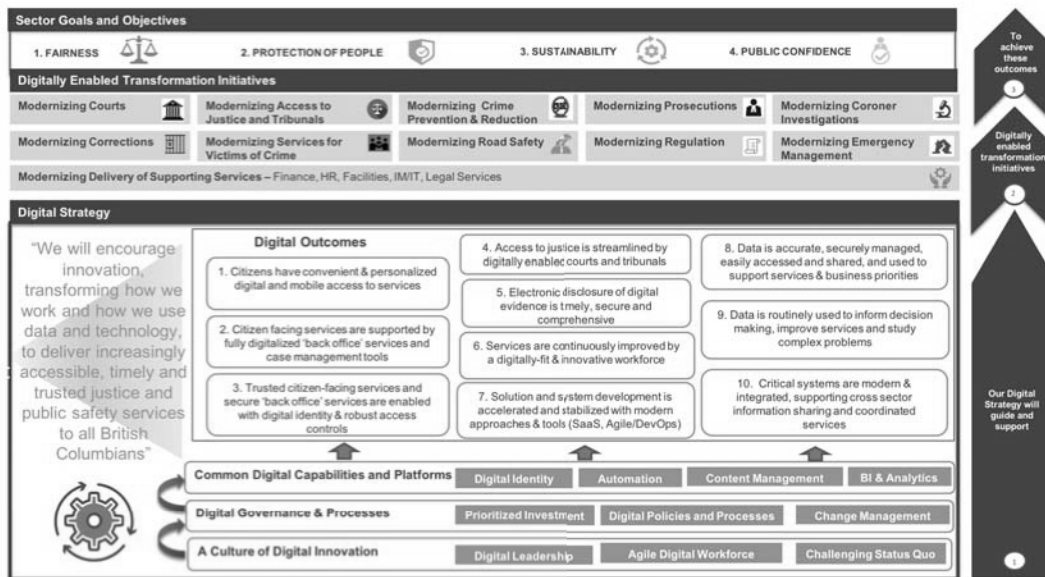 Sector Goals and Objectives
1. FAIRNESS
2. PROTECTION OF PEOPLE
3. SUSTAINABILITY
4. PUBLIC CONFIDENCE
Digitally Enabled Transformation Initiatives
Modernizing Courts
Modernizing Access to
Justice and Tribunals
Modernizing Crime
Prevention & Reduction
Modernizing Prosecutions
Modernizing Coroner
Investigations
Modernizing Corrections
Modernizing Services for
Victims of Crime
Modernizing Road Safety
Modernizing Regulation
Modernizing Emergency
Management
Modernizing Delivery of Supporting Services – Finance, HR, Facilities, IM/IT, Legal Services
Digital Strategy
“We will encourage
innovation,
transforming how we
work and how we use
data and technology,
to deliver increasingly
accessible, timely and
trusted justice and
public safety services
to all British
Columbians”
Digital Outcomes
1. Citizens have convenient & personalized
digital and mobile access to services
2. Citizen facing services are supported by
fully digitalized ‘back office’ services and
case management tools
3. Trusted citizen-facing services and
secure ‘back office’ services are enabled
with digital identity & robust access
controls
4. Access to justice is streamlined by
digitally enabled courts and tribunals
5. Electronic disclosure of digital
evidence is timely, secure and
comprehensive
6. Services are continuously improved by
a digitally-fit & innovative workforce
7. Solution and system development is
accelerated and stabilized with modern
approaches & tools (SaaS, Agile/DevOps)
8. Data is accurate, securely managed,
easily accessed and shared, and used to
support services & business priorities
9. Data is routinely used to inform decision
making, improve services and study
complex problems
10. Critical systems are modern &
integrated, supporting cross sector
information sharing and coordinated
services
Common Digital Capabilities and Platforms
Digital Identity
Automation
Content Management
BI & Analytics
Digital Governance & Processes
Prioritized Investment
Digital Policies and Processes
Change Management
A Culture of Digital Innovation
Digital Leadership
Agile Digital Workforce
Challenging Status Quo
To
achieve
these
outcomes
3
Digitally
enabled
transformation
initiatives
2
Our Digital
Strategy will
guide and
support
1